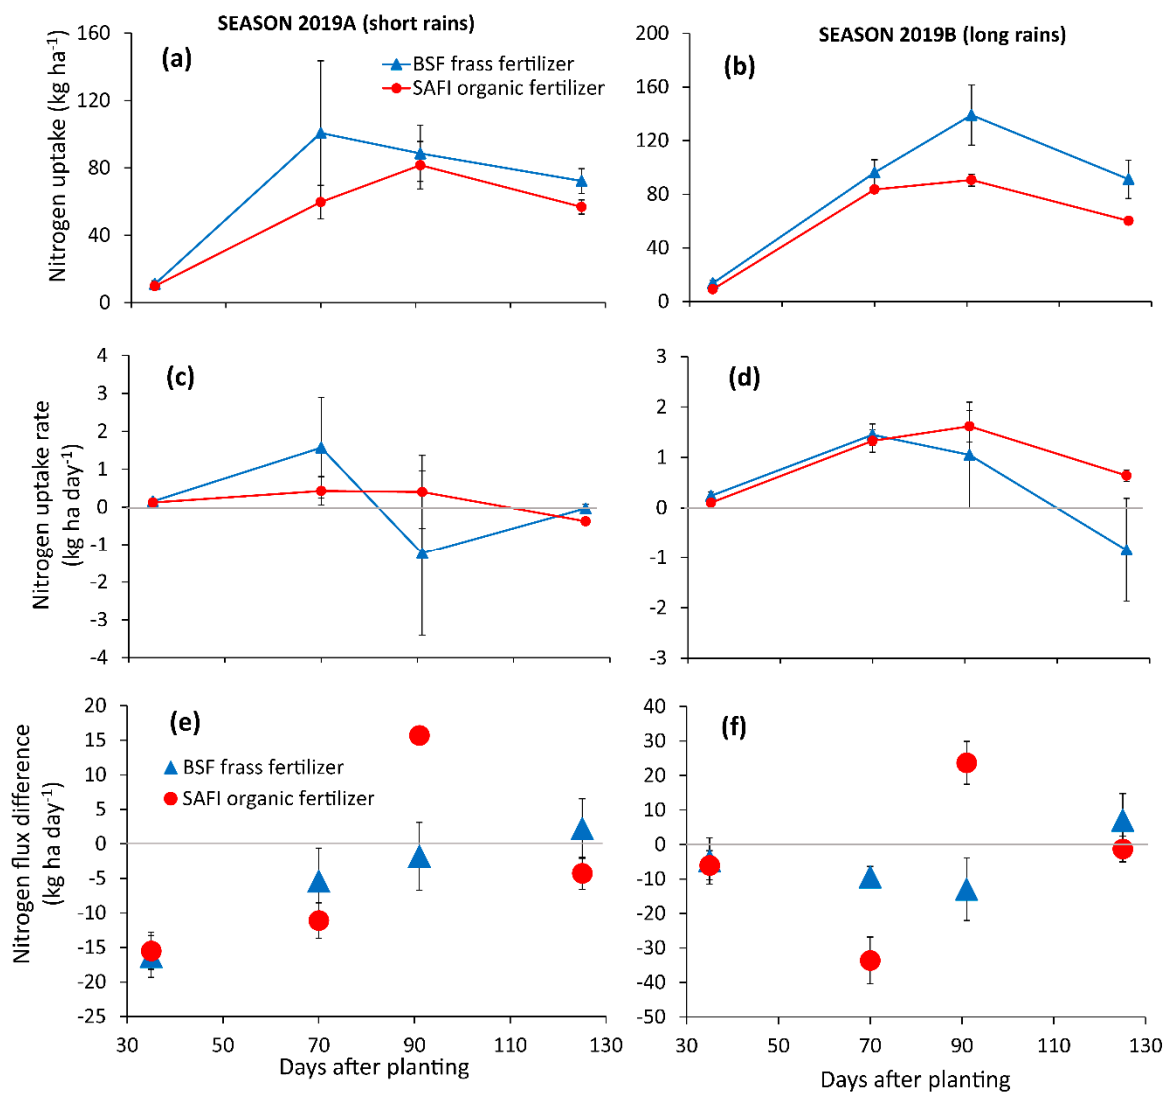 SEASON 2019A (short rains)
SEASON 2019B (long rains)
Nitrogen uptake (kg ha⁻¹)
160
120
80
40
0
(a)
BSF frass fertilizer
SAFI organic fertilizer
200
160
120
80
40
0
(b)
Nitrogen uptake rate
(kg ha day⁻¹)
4
3
2
1
0
-1
-2
-3
-4
(c)
3
2
1
0
-1
-2
-3
(d)
Nitrogen flux difference
(kg ha day⁻¹)
20
15
10
5
0
-5
-10
-15
-20
-25
(e)
BSF frass fertilizer
SAFI organic fertilizer
30 70 90 110 130
Days after planting
40
30
20
10
0
-10
-20
-30
-40
-50
(f)
30 70 90 110 130
Days after planting